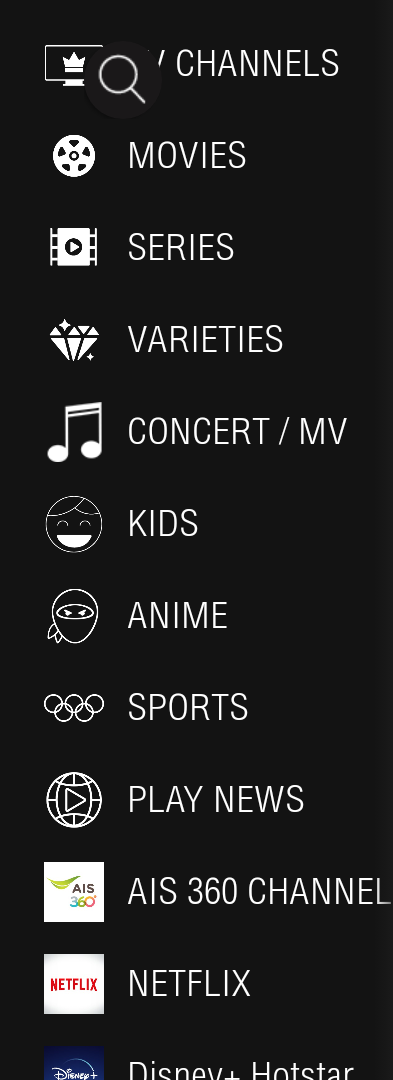 V CHANNELS
MOVIES
SERIES
VARIETIES
CONCERT / MV
KIDS
ANIME
SPORTS
PLAY NEWS
AIS
360°
AIS 360 CHANNEL
NETFLIX
NETFLIX
Disney+
Disney+ Hotstar